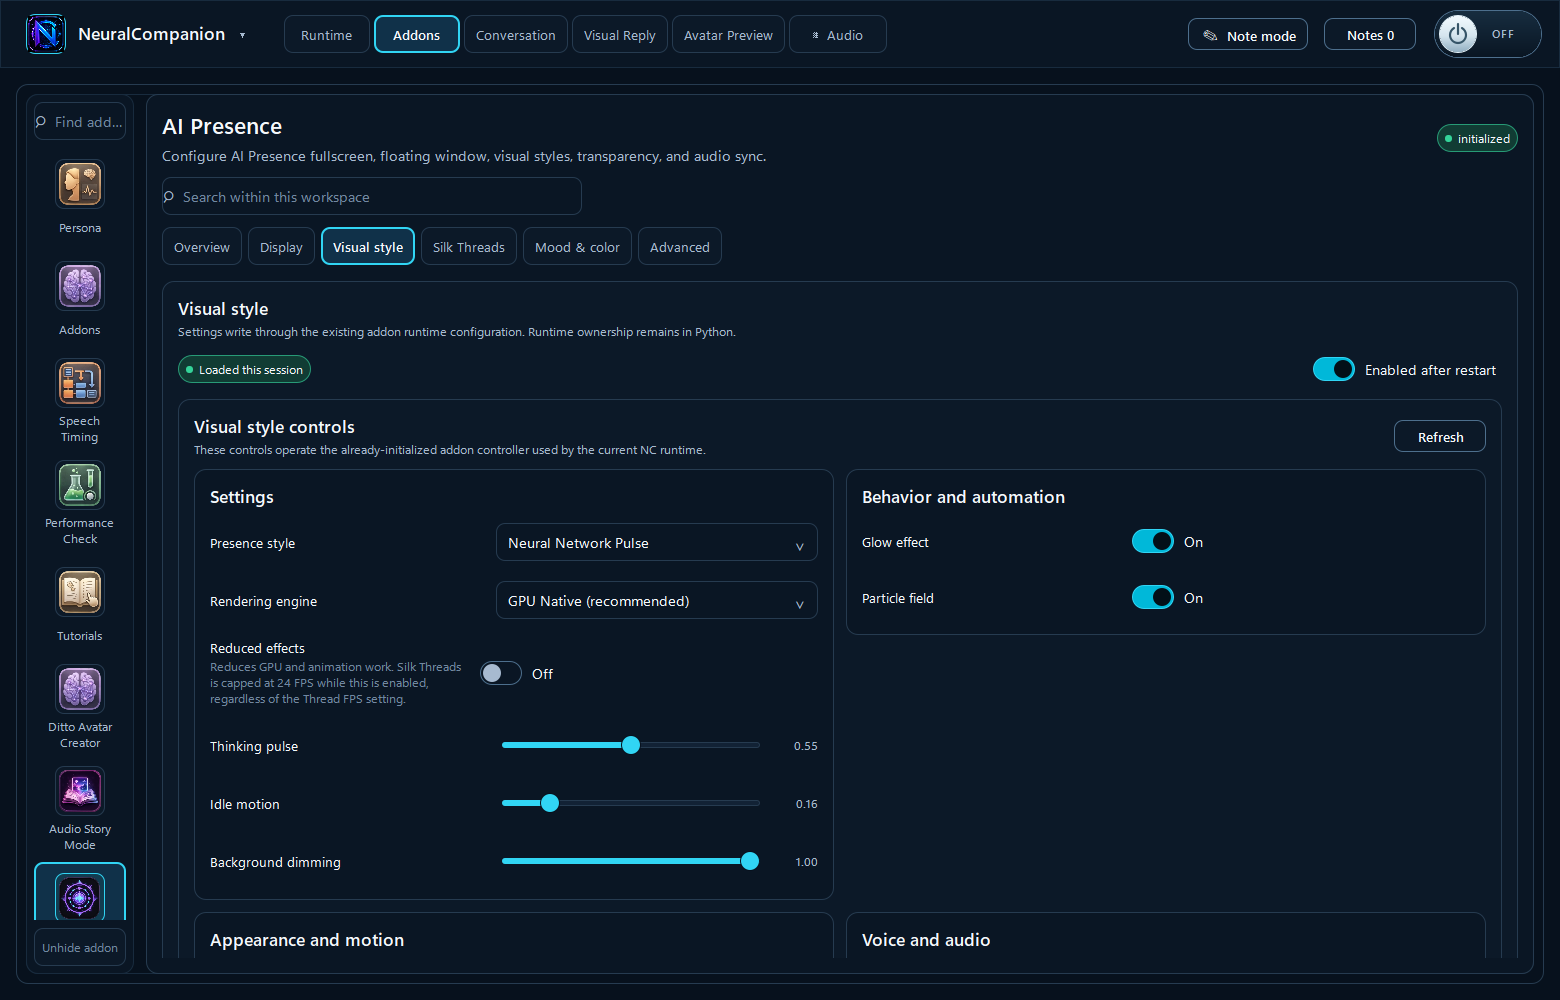 NeuralCompanion
Runtime
Addons
Conversation
Visual Reply
Avatar Preview
Audio
Note mode
Notes 0
OFF
Find add...
Persona
Addons
Speech
Timing
Performance
Check
Tutorials
Ditto Avatar
Creator
Audio Story
Mode
Unhide addon
AI Presence
Configure AI Presence fullscreen, floating window, visual styles, transparency, and audio sync.
initialized
Search within this workspace
Overview
Display
Visual style
Silk Threads
Mood & color
Advanced
Visual style
Settings write through the existing addon runtime configuration. Runtime ownership remains in Python.
Loaded this session
Enabled after restart
Visual style controls
These controls operate the already-initialized addon controller used by the current NC runtime.
Refresh
Settings
Presence style
Neural Network Pulse
Rendering engine
GPU Native (recommended)
Reduced effects
Reduces GPU and animation work. Silk Threads
is capped at 24 FPS while this is enabled,
regardless of the Thread FPS setting.
Off
Thinking pulse
0.55
Idle motion
0.16
Background dimming
1.00
Behavior and automation
Glow effect
On
Particle field
On
Appearance and motion
Voice and audio